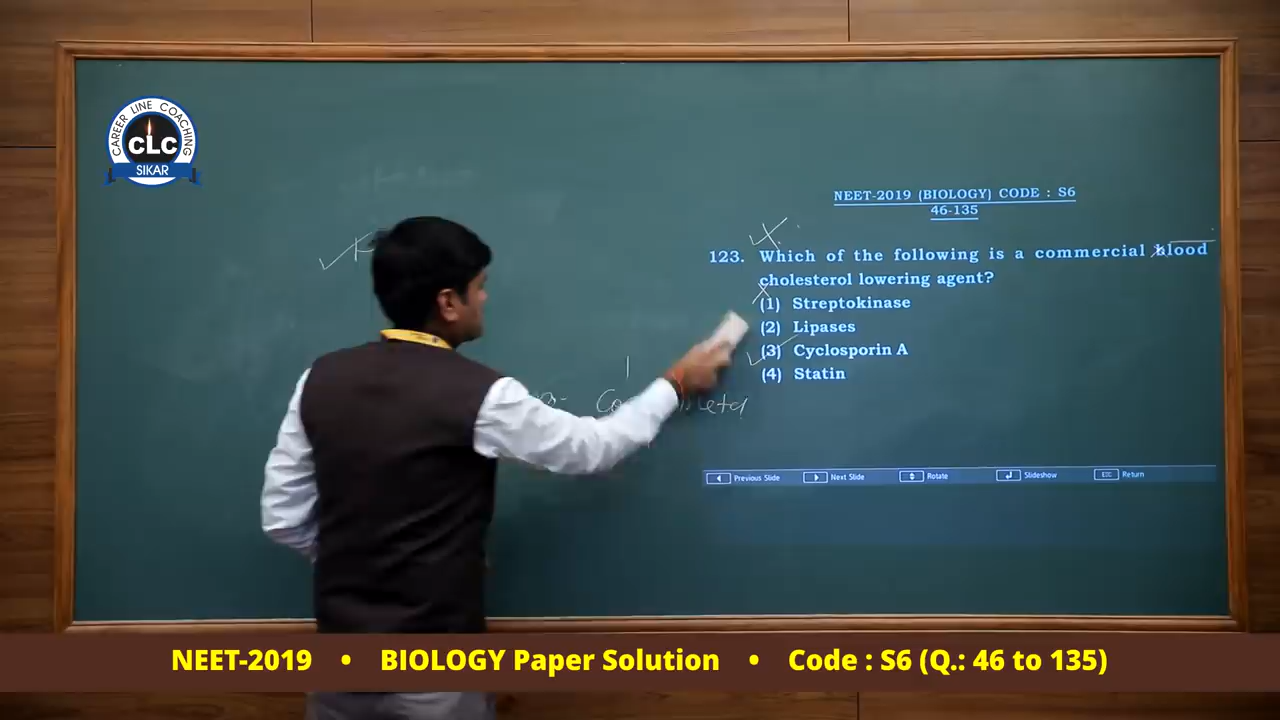 CAREER LINE COACHING
CLC
SIKAR
NEET-2019 (BIOLOGY) CODE : S6
46-135
123. Which of the following is a commercial blood
cholesterol lowering agent?
(1) Streptokinase
(2) Lipases
(3) Cyclosporin A
(4) Statin
Previous Slide Next Slide Rotate Slideshow ESC Return
NEET-2019 • BIOLOGY Paper Solution • Code : S6 (Q.: 46 to 135)